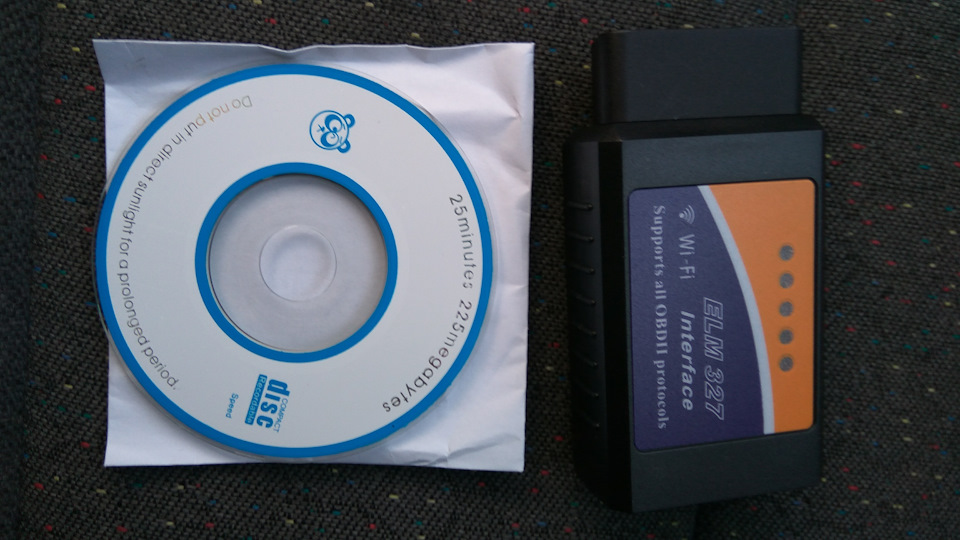 25minutes 225megabytes
COMPACT
disc
Recordable
Speed
Do not put in direct sunlight for a prolonged period.
ELM 327
Interface
Wi-Fi
Supports all OBDII protocols